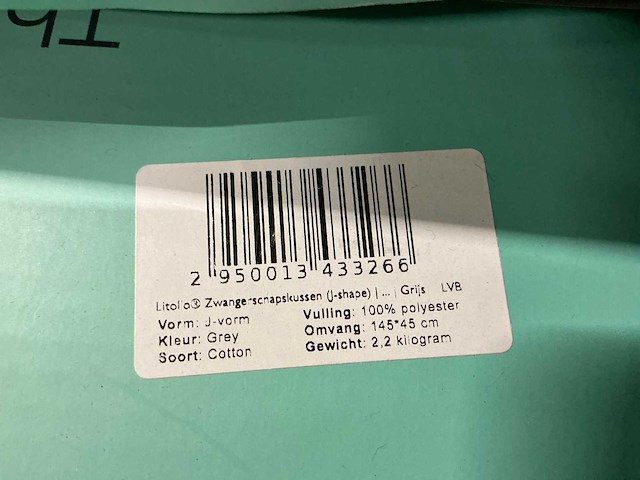 2 950013 433266
Litollo® Zwangerschapskussen (J-shape) | ... | Grijs LVB
Vorm: J-vorm
Kleur: Grey
Soort: Cotton
Vulling: 100% polyester
Omvang: 145*45 cm
Gewicht: 2,2 kilogram